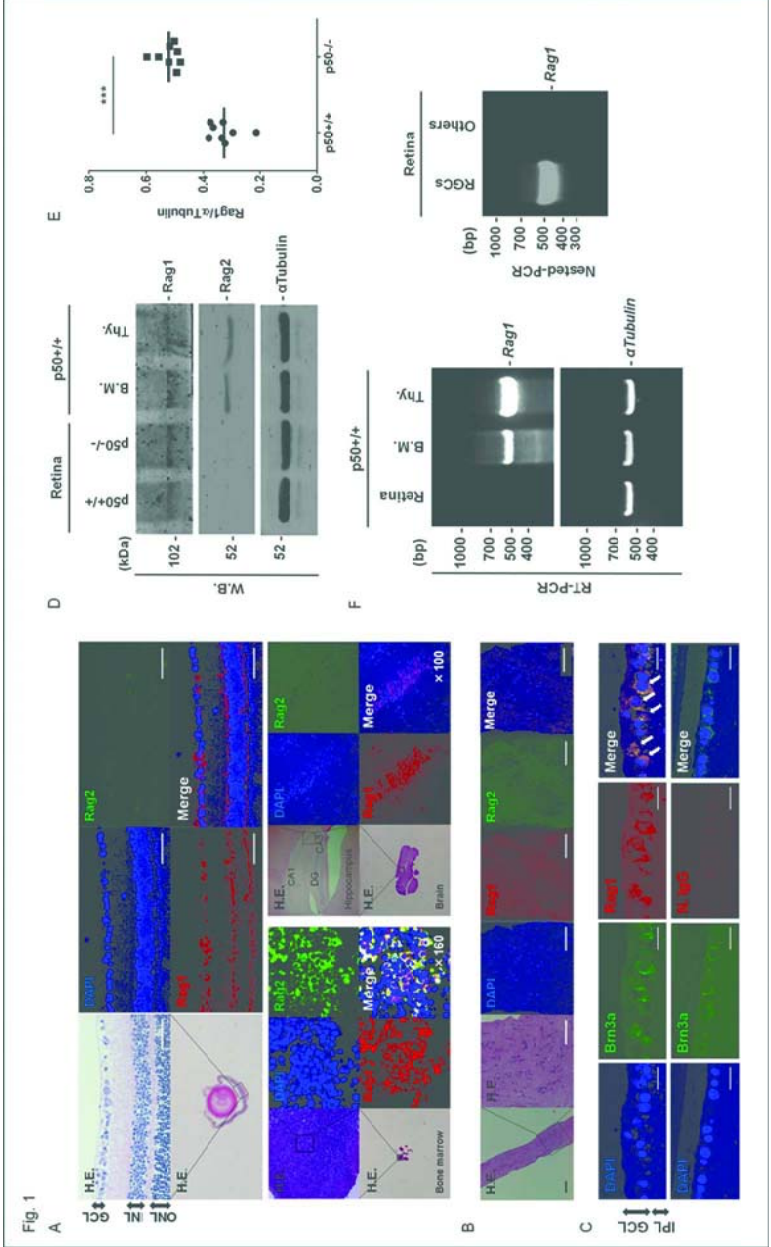 Fig. 1
A
GCL
INL
ONL
H.E.
H.E.
DAPI
Rag2
Rag1
Merge
H.E.
Bone marrow
DAPI
Rag2
Rag1
Merge
×160
H.E.
CA1
CA3
DG
Hippocampus
H.E.
Brain
DAPI
Rag2
Rag1
Merge
×100
B
H.E.
H.E.
DAPI
Rag1
Rag2
Merge
C
GCL
IPL
DAPI
Brn3a
Rag1
Merge
DAPI
Brn3a
N. IgG
Merge
D
Retina
p50+/+
(kDa)
p50+/+
p50-/-
B.M.
Thy.
W.B.
102 -
- Rag1
52 -
- Rag2
52 -
- αTubulin
E
Rag1/αTubulin
0.8
0.6
0.4
0.2
0.0
***
p50+/+
p50-/-
F
p50+/+
(bp)
Retina
B.M.
Thy.
RT-PCR
1000 -
700 -
500 -
400 -
- Rag1
1000 -
700 -
500 -
400 -
- αTubulin
Retina
(bp)
RGCs
Others
Nested-PCR
1000 -
700 -
500 -
400 -
300 -
- Rag1